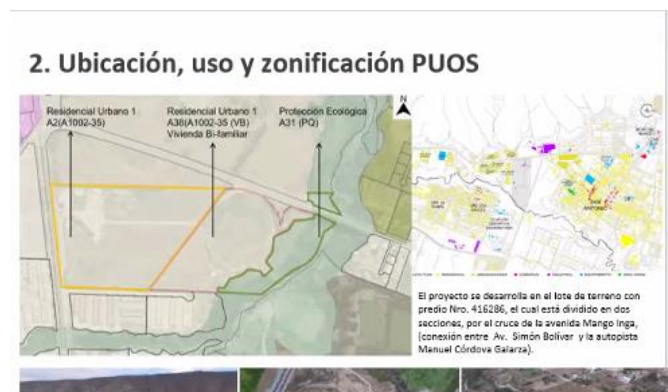 2. Ubicación, uso y zonificación PUOS
Residencial Urbano 1
A2(A1002-35)
Residencial Urbano 1
A36(A1002-35 (VB)
Vivienda Bi-familiar
Protección Ecológica
A31 (PQ)
N
SAN
ANTONIO
El proyecto se desarrolla en el lote de terreno con
predio Nro. 416286, el cual está dividido en dos
secciones, por el cruce de la avenida Mango Inga,
(conexión entre Av. Simón Bolívar y la autopista
Manuel Córdova Galarza).